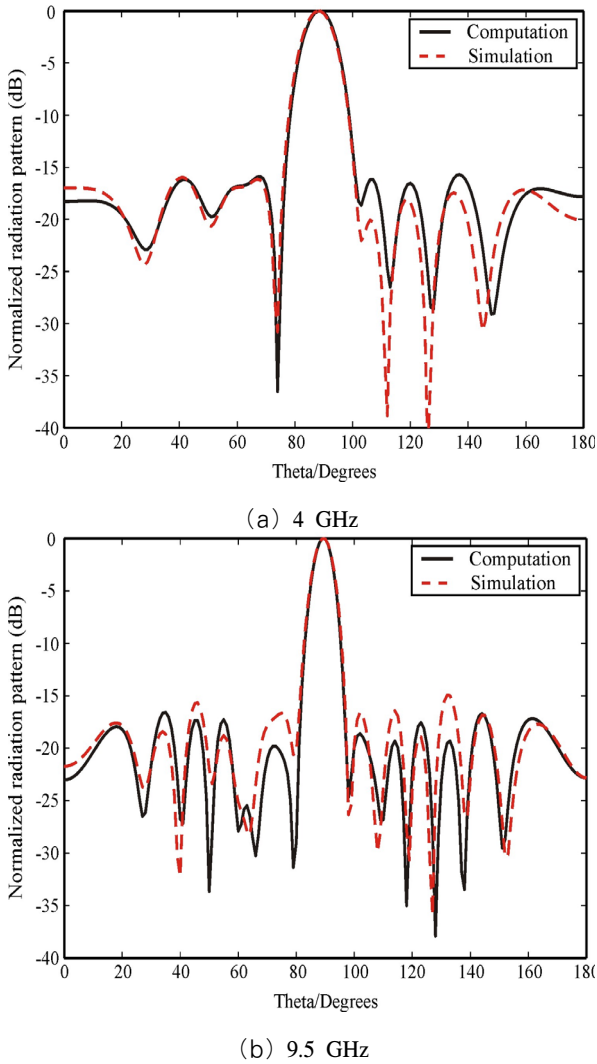 0
-5
-10
-15
-20
-25
-30
-35
-40
Normalized radiation pattern (dB)
Computation
Simulation
0 20 40 60 80 100 120 140 160 180
Theta/Degrees
(a) 4 GHz
0
-5
-10
-15
-20
-25
-30
-35
-40
Normalized radiation pattern (dB)
Computation
Simulation
0 20 40 60 80 100 120 140 160 180
Theta/Degrees
(b) 9.5 GHz